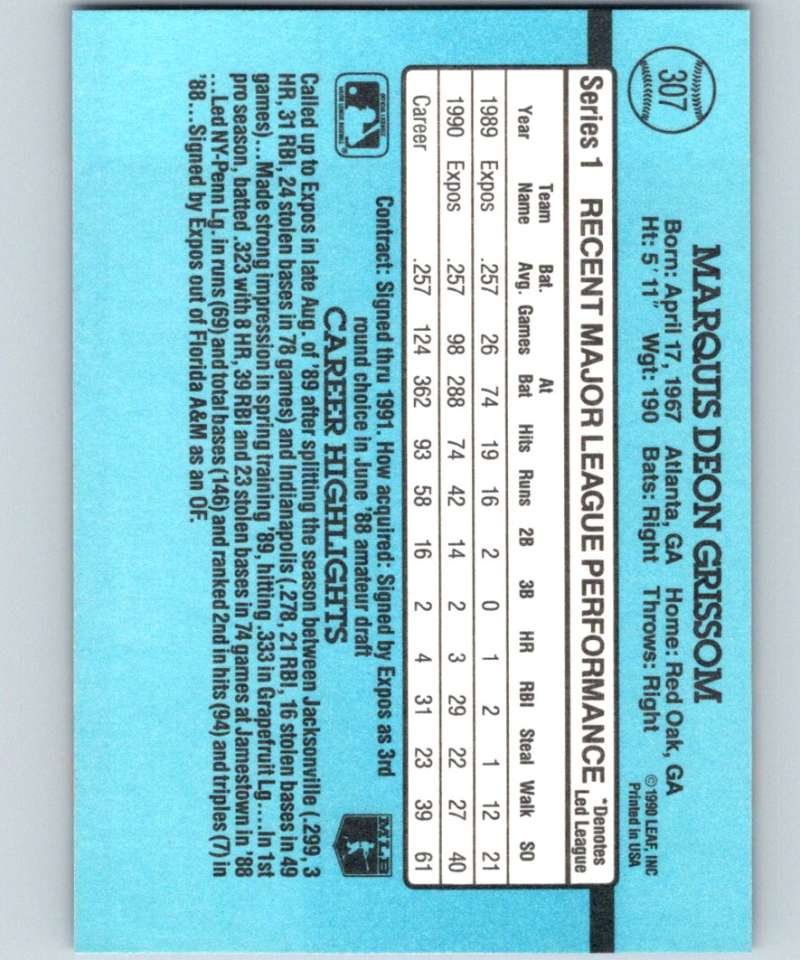 307
MARQUIS DEON GRISSOM
Born: April 17, 1967 Atlanta, GA Home: Red Oak, GA
Ht: 5' 11" Wgt: 190 Bats: Right Throws: Right
© 1990 LEAF, INC
Printed in USA
Series 1 RECENT MAJOR LEAGUE PERFORMANCE *Denotes Led League
Year Team Name Bat. Avg. Games At Bat Hits Runs 2B 3B HR RBI Steal Walk SO
1989 Expos .257 26 74 19 16 2 0 1 2 1 12 21
1990 Expos .257 98 288 74 42 14 2 3 29 22 27 40
Career .257 124 362 93 58 16 2 4 31 23 39 61
Contract: Signed thru 1991. How acquired: Signed by Expos as 3rd
round choice in June '88 amateur draft
CAREER HIGHLIGHTS
MLB
Called up to Expos in late Aug. of '89 after splitting the season between Jacksonville (.299, 3
HR, 31 RBI, 24 stolen bases in 78 games) and Indianapolis (.278, 21 RBI, 16 stolen bases in 49
games)...Made strong impression in spring training '89, hitting .333 in Grapefruit Lg....In 1st
pro season, batted .323 with 8 HR, 39 RBI and 23 stolen bases in 74 games at Jamestown in '88
...Led NY-Penn Lg. in runs (69) and total bases (146) and ranked 2nd in hits (94) and triples (7) in
'88...Signed by Expos out of Florida A&M as an OF.